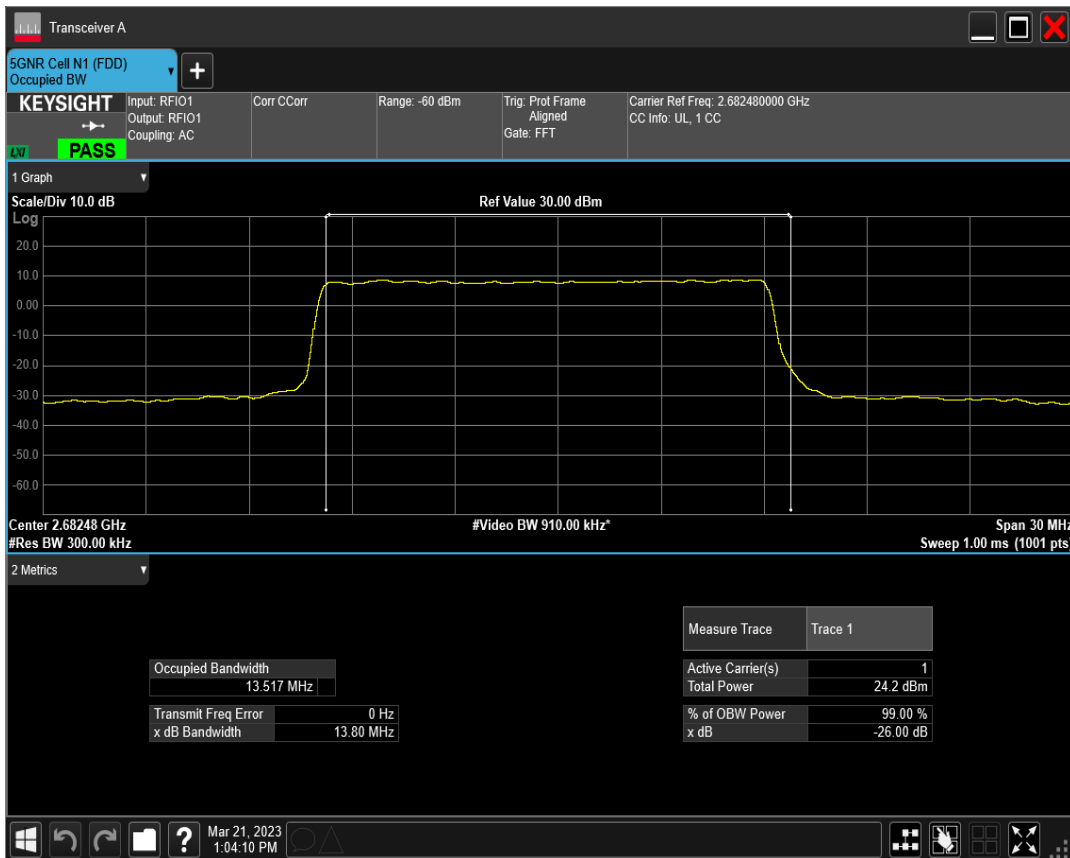 Transceiver A
5GNR Cell N1 (FDD)
Occupied BW
KEYSIGHT
LXI
PASS
Input: RFIO1
Output: RFIO1
Coupling: AC
Corr CCorr
Range: -60 dBm
Trig: Prot Frame
Aligned
Gate: FFT
Carrier Ref Freq: 2.682480000 GHz
CC Info: UL, 1 CC
1 Graph
Scale/Div 10.0 dB
Ref Value 30.00 dBm
Log
20.0
10.0
0.00
-10.0
-20.0
-30.0
-40.0
-50.0
-60.0
Center 2.68248 GHz
#Video BW 910.00 kHz*
Span 30 MHz
#Res BW 300.00 kHz
Sweep 1.00 ms (1001 pts)
2 Metrics
Measure Trace Trace 1
Occupied Bandwidth
13.517 MHz
Active Carrier(s) 1
Total Power 24.2 dBm
Transmit Freq Error 0 Hz
x dB Bandwidth 13.80 MHz
% of OBW Power 99.00 %
x dB -26.00 dB
?
Mar 21, 2023
1:04:10 PM